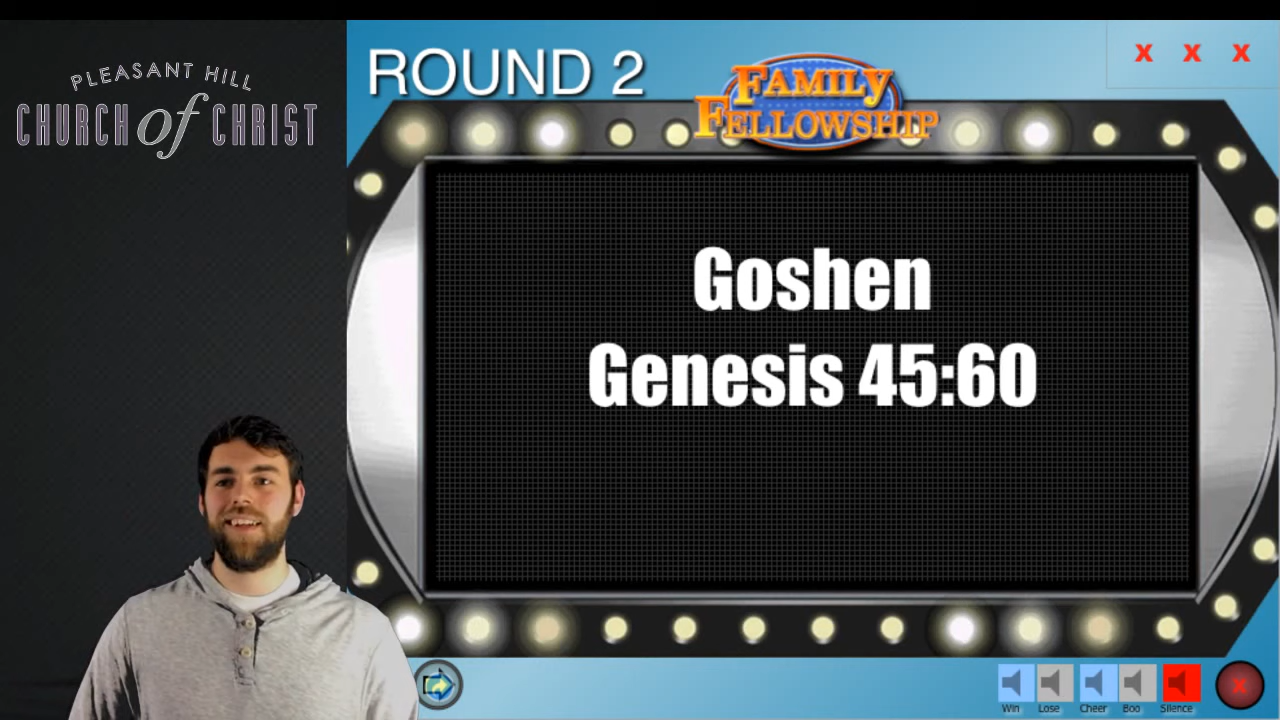 PLEASANT HILL
CHURCH of CHRIST
ROUND 2
FAMILY
FELLOWSHIP
X X X
Goshen
Genesis 45:60
Win Lose Cheer Boo Silence
X